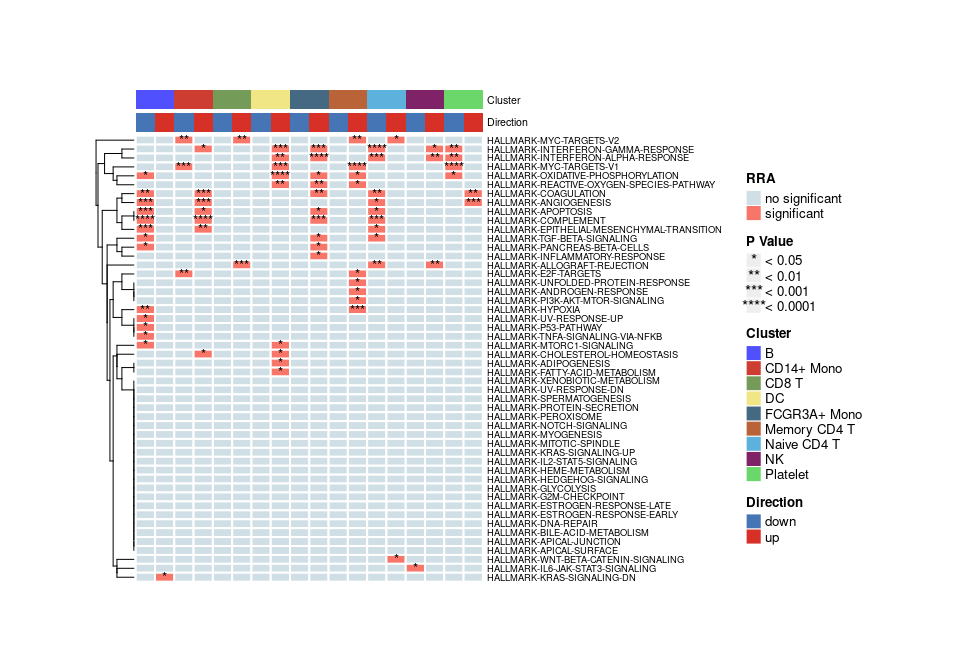 Cluster
Direction
** ** ** * HALLMARK-MYC-TARGETS-V2
* *** *** **** * ** HALLMARK-INTERFERON-GAMMA-RESPONSE
** **** *** ** ** HALLMARK-INTERFERON-ALPHA-RESPONSE
*** *** **** **** HALLMARK-MYC-TARGETS-V1
* **** * * * HALLMARK-OXIDATIVE-PHOSPHORYLATION
** ** * HALLMARK-REACTIVE-OXYGEN-SPECIES-PATHWAY
** *** ** ** ** HALLMARK-COAGULATION
*** * * *** HALLMARK-ANGIOGENESIS
*** * * * HALLMARK-APOPTOSIS
**** **** *** *** HALLMARK-COMPLEMENT
*** ** * HALLMARK-EPITHELIAL-MESENCHYMAL-TRANSITION
* * * HALLMARK-TGF-BETA-SIGNALING
* * HALLMARK-PANCREAS-BETA-CELLS
* HALLMARK-INFLAMMATORY-RESPONSE
*** ** ** HALLMARK-ALLOGRAFT-REJECTION
** * HALLMARK-E2F-TARGETS
* HALLMARK-UNFOLDED-PROTEIN-RESPONSE
* HALLMARK-ANDROGEN-RESPONSE
* HALLMARK-PI3K-AKT-MTOR-SIGNALING
** *** HALLMARK-HYPOXIA
* HALLMARK-UV-RESPONSE-UP
* HALLMARK-P53-PATHWAY
* HALLMARK-TNFA-SIGNALING-VIA-NFKB
* * HALLMARK-MTORC1-SIGNALING
* * HALLMARK-CHOLESTEROL-HOMEOSTASIS
* HALLMARK-ADIPOGENESIS
* HALLMARK-FATTY-ACID-METABOLISM
HALLMARK-XENOBIOTIC-METABOLISM
HALLMARK-UV-RESPONSE-DN
HALLMARK-SPERMATOGENESIS
HALLMARK-PROTEIN-SECRETION
HALLMARK-PEROXISOME
HALLMARK-NOTCH-SIGNALING
HALLMARK-MYOGENESIS
HALLMARK-MITOTIC-SPINDLE
HALLMARK-KRAS-SIGNALING-UP
HALLMARK-IL2-STAT5-SIGNALING
HALLMARK-HEME-METABOLISM
HALLMARK-HEDGEHOG-SIGNALING
HALLMARK-GLYCOLYSIS
HALLMARK-G2M-CHECKPOINT
HALLMARK-ESTROGEN-RESPONSE-LATE
HALLMARK-ESTROGEN-RESPONSE-EARLY
HALLMARK-DNA-REPAIR
HALLMARK-BILE-ACID-METABOLISM
HALLMARK-APICAL-JUNCTION
HALLMARK-APICAL-SURFACE
* HALLMARK-WNT-BETA-CATENIN-SIGNALING
* HALLMARK-IL6-JAK-STAT3-SIGNALING
* HALLMARK-KRAS-SIGNALING-DN
RRA
no significant
significant
P Value
* < 0.05
** < 0.01
*** < 0.001
**** < 0.0001
Cluster
B
CD14+ Mono
CD8 T
DC
FCGR3A+ Mono
Memory CD4 T
Naive CD4 T
NK
Platelet
Direction
down
up